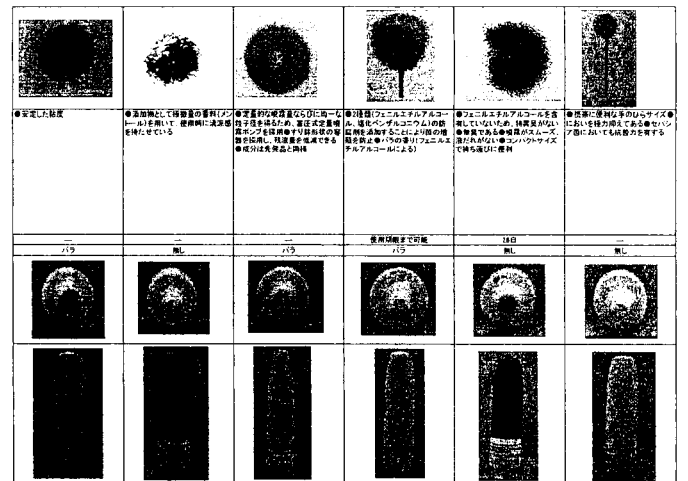 ●安定した粘度
●添加物として極微量の香料(メン
トール)を用いて、使用時に清涼感
を持たせている
●定量的な噴霧量ならびに均一な
粒子径を得るため、蓄圧式定量噴
霧ポンプを採用●すり鉢形状の容
器を採用し、残液量を低減できる
●成分は先発品と同様
●2種類(フェニルエチルアルコー
ル、塩化ベンザルコニウム)の防
腐剤を添加することにより菌の増
殖を防止●バラの香り(フェニルエ
チルアルコールによる)
●フェニルエチルアルコールを含
有していないため、特異臭がない
●無臭である●噴霧がスムーズ、
液だれがない●コンパクトサイズ
で持ち運びに便利
●携帯に便利な手のひらサイズ●
においを極力抑えてある●セパシ
ア菌においても抗菌力を有する
― ― ― 使用期限まで可能 28日 ―
バラ 無し バラ バラ 無し 無し